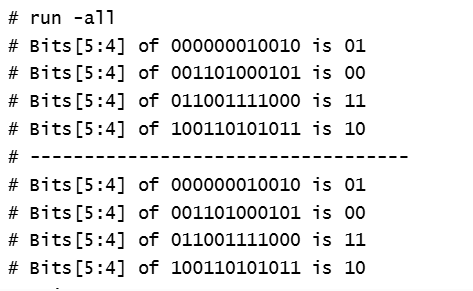 # run -all
# Bits[5:4] of 000000010010 is 01
# Bits[5:4] of 001101000101 is 00
# Bits[5:4] of 011001111000 is 11
# Bits[5:4] of 100110101011 is 10
# -----------------------------------
# Bits[5:4] of 000000010010 is 01
# Bits[5:4] of 001101000101 is 00
# Bits[5:4] of 011001111000 is 11
# Bits[5:4] of 100110101011 is 10